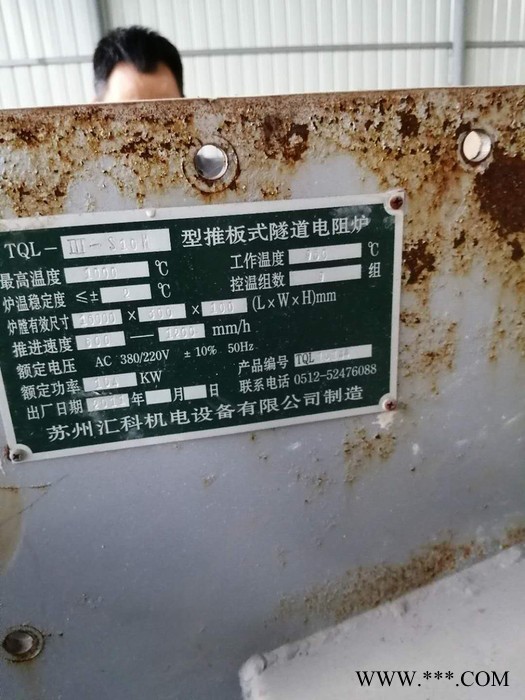 TQL- 型推板式隧道电阻炉
最高温度 1000 ℃ 工作温度 ℃
炉温稳定度 ≤± 2 ℃ 控温组数 组
炉膛有效尺寸 × × 100 (L×W×H)mm
推进速度 — 1200 mm/h
额定电压 AC 380/220V ±10% 50Hz
额定功率 KW 产品编号 TQL
出厂日期 年 月 日 联系电话 0512-52476088
苏州汇科机电设备有限公司制造
WWW.***.COM